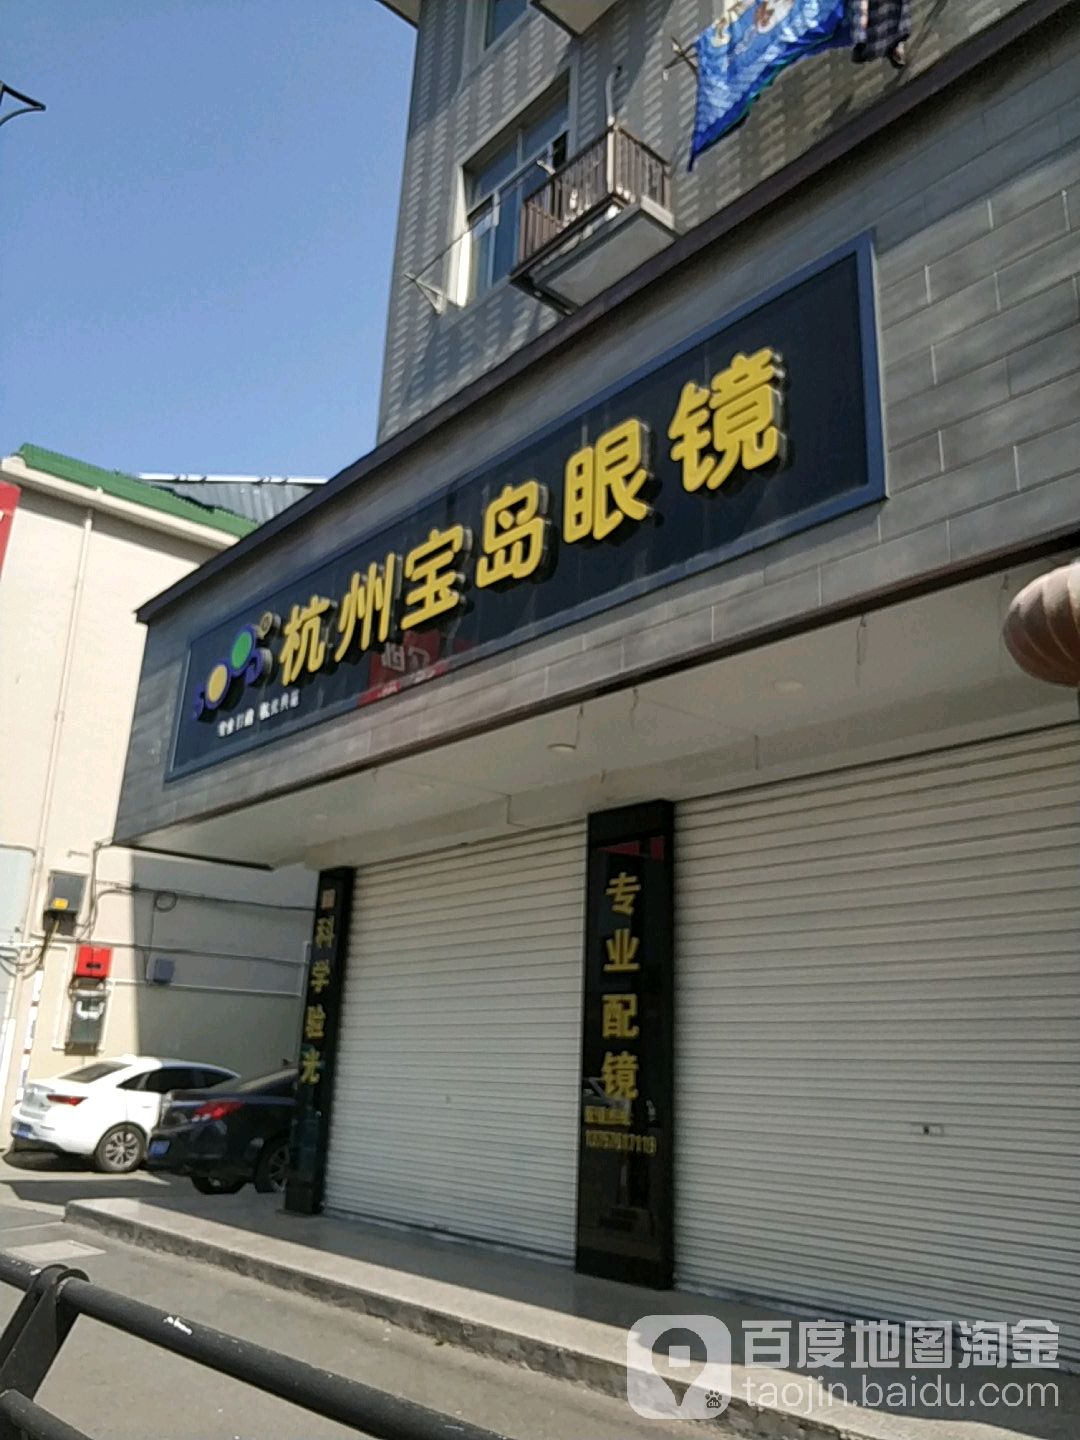 杭州宝岛眼镜
科学验光
专业配镜
百度地图淘金
taojin.baidu.com